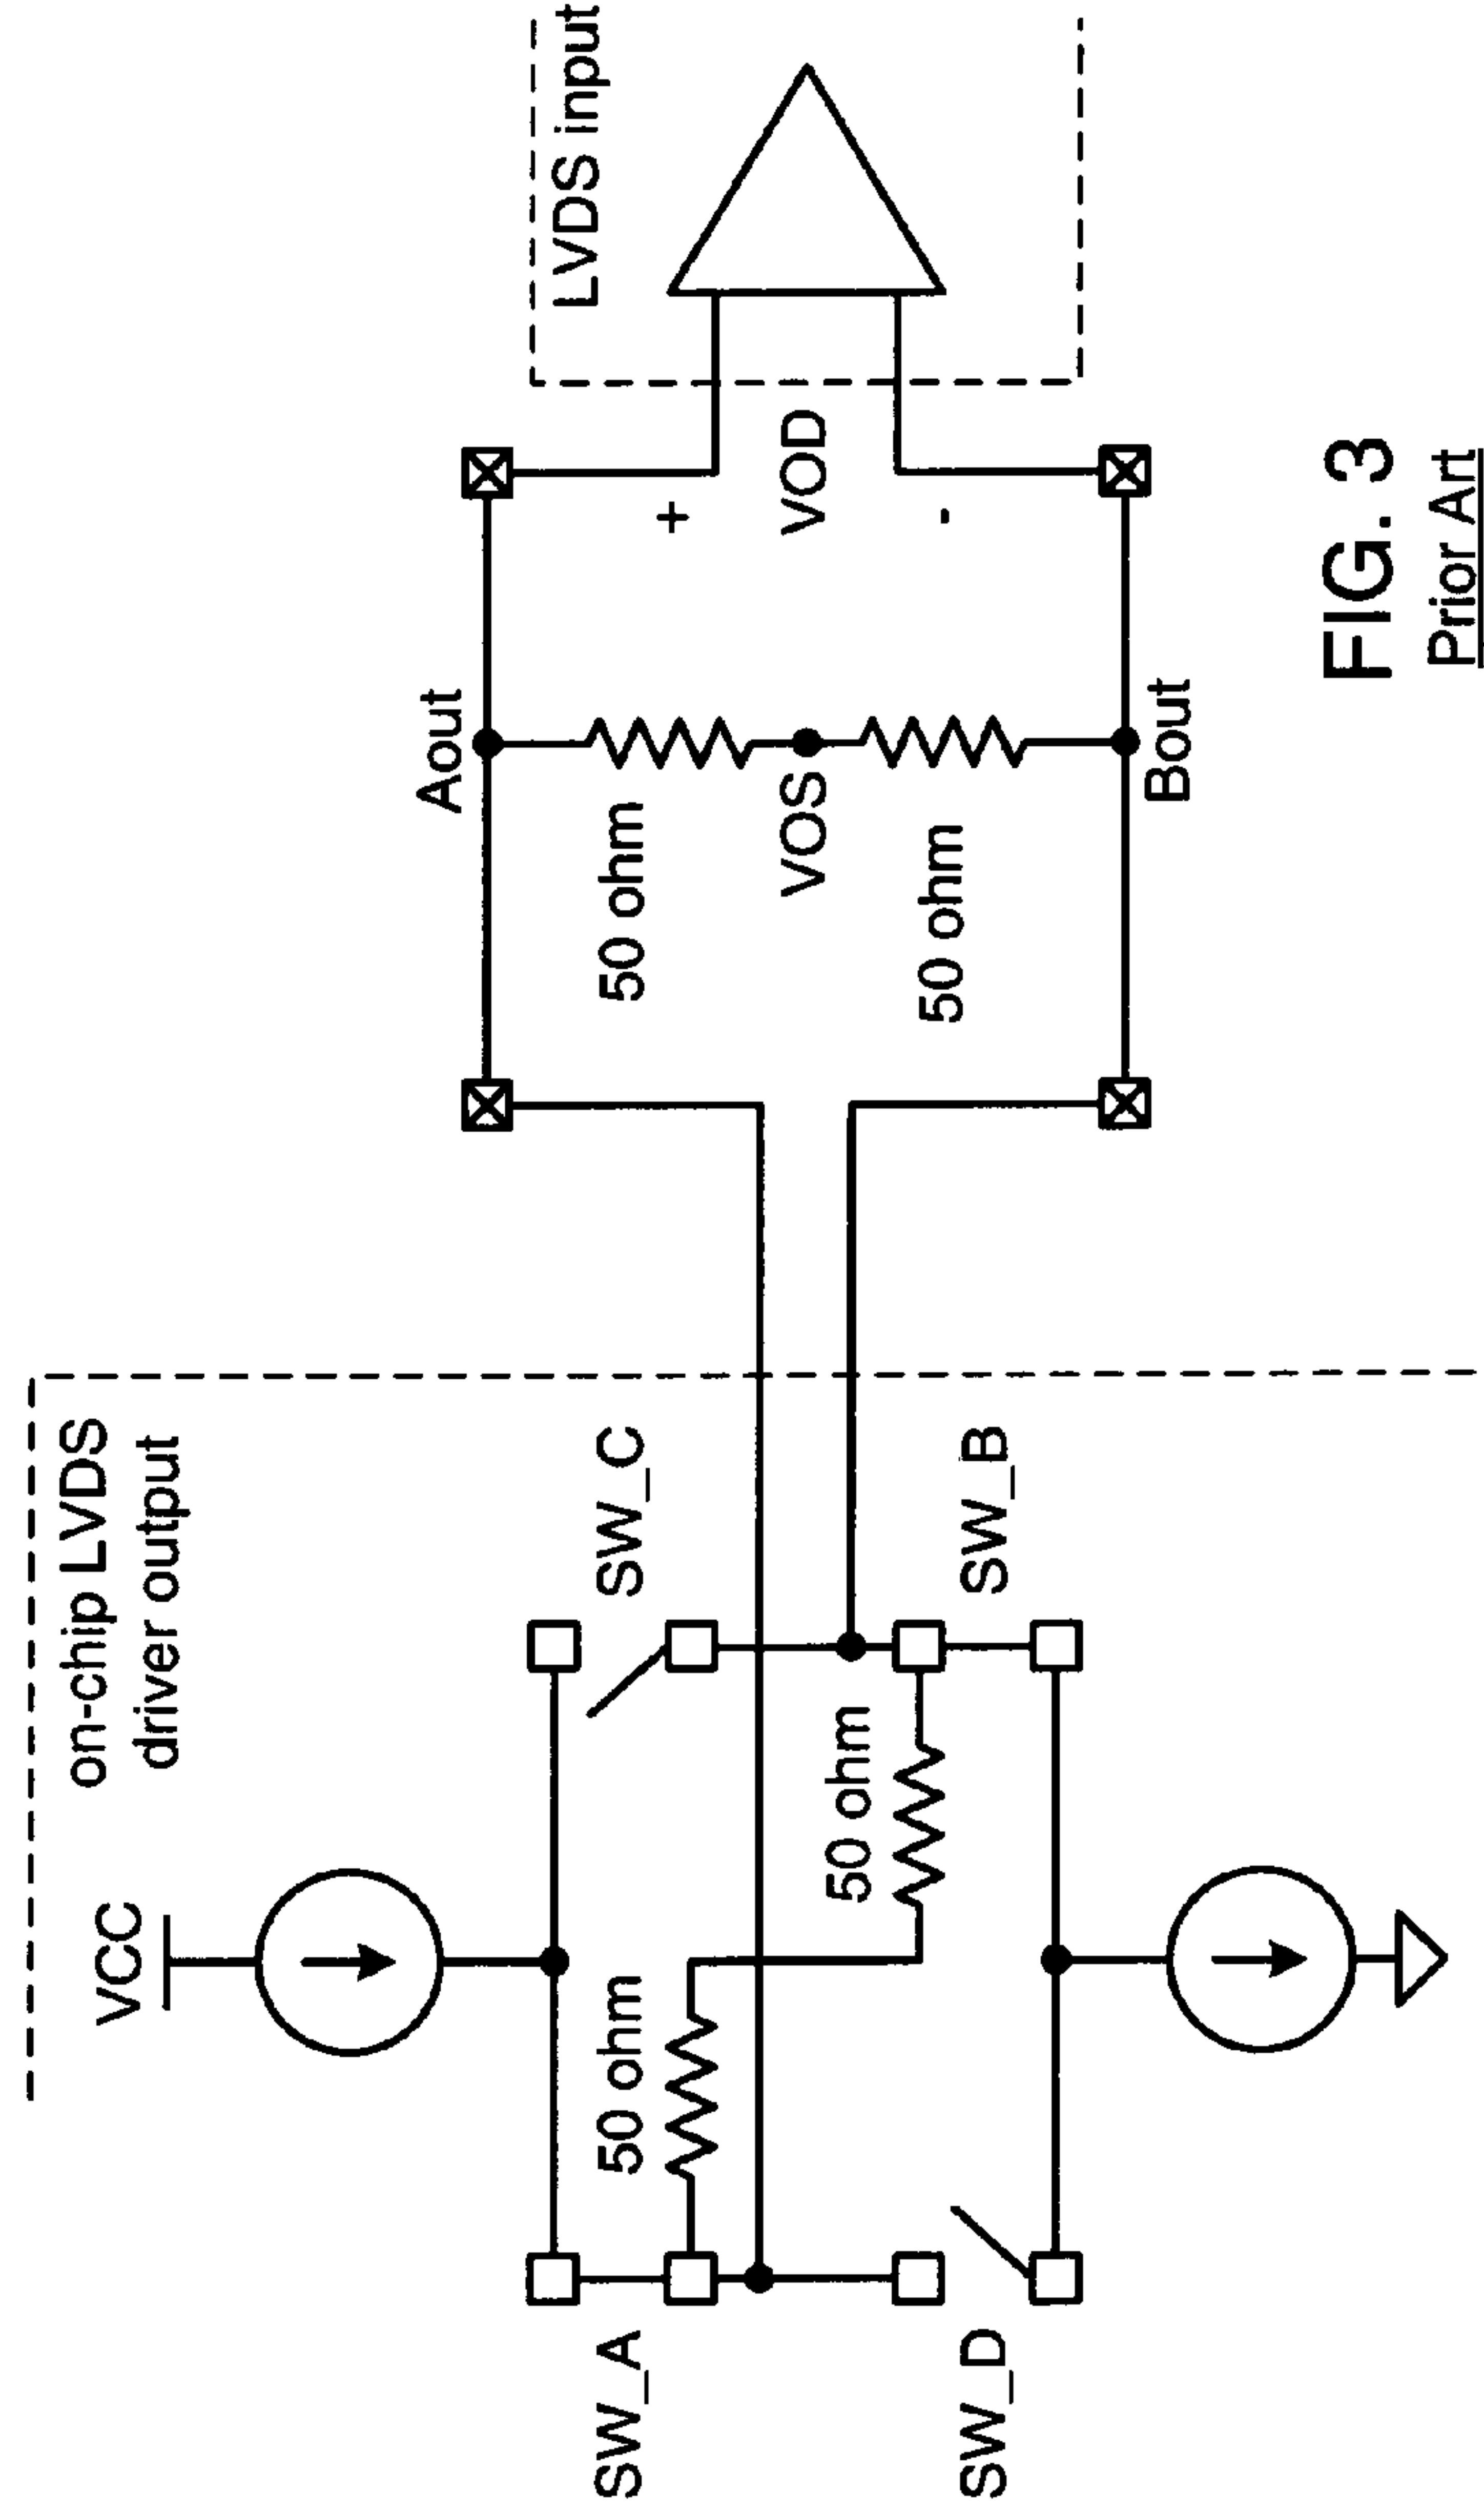 on-chip LVDS
driver output
VCC
SW_A
50 ohm
SW_C
50 ohm
SW_D
SW_B
Aout
50 ohm
VOS
50 ohm
Bout
LVDS input
+
VOD
-
FIG. 3
Prior Art